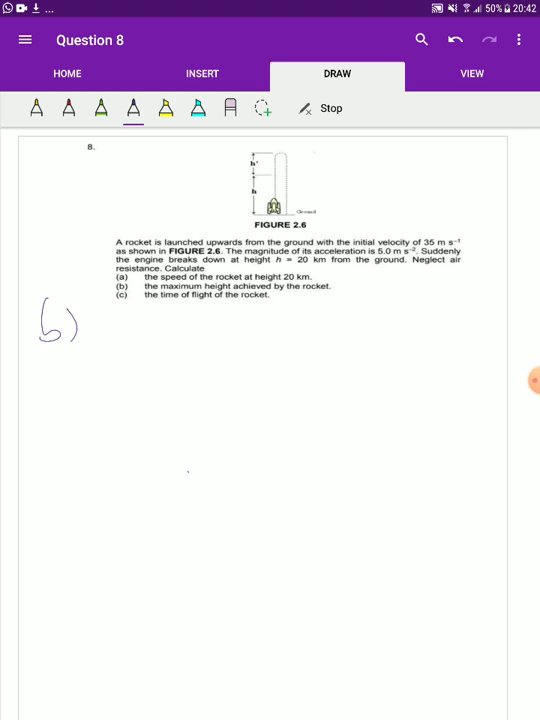 ... 50% 20:42
Question 8
HOME INSERT DRAW VIEW
Stop
8.
h'
h
Ground
FIGURE 2.6
A rocket is launched upwards from the ground with the initial velocity of 35 m s⁻¹
as shown in FIGURE 2.6. The magnitude of its acceleration is 5.0 m s⁻². Suddenly
the engine breaks down at height h = 20 km from the ground. Neglect air
resistance. Calculate
(a) the speed of the rocket at height 20 km.
(b) the maximum height achieved by the rocket.
(c) the time of flight of the rocket.
b)